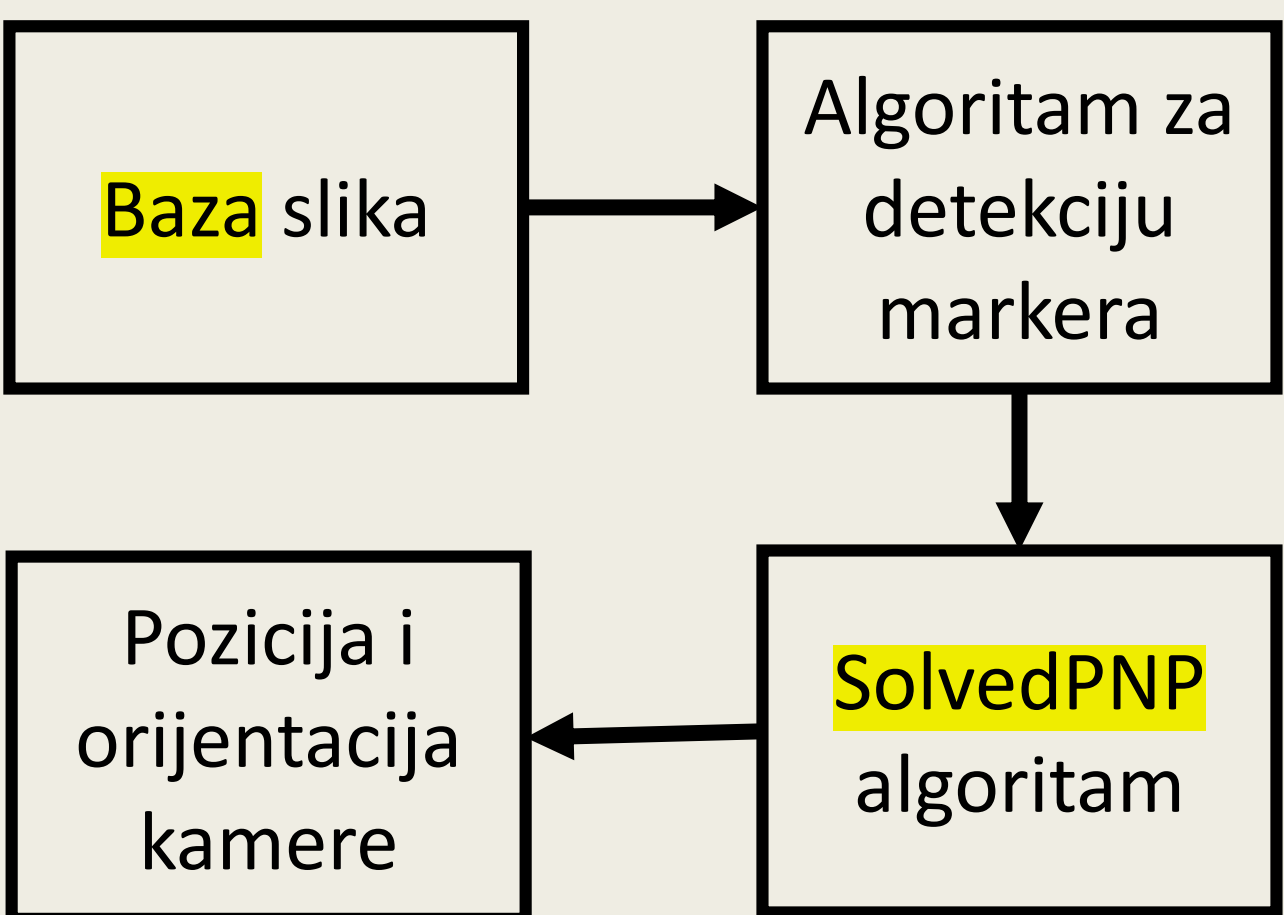 Baza slika
Algoritam za
detekciju
markera
SolvedPNP
algoritam
Pozicija i
orijentacija
kamere